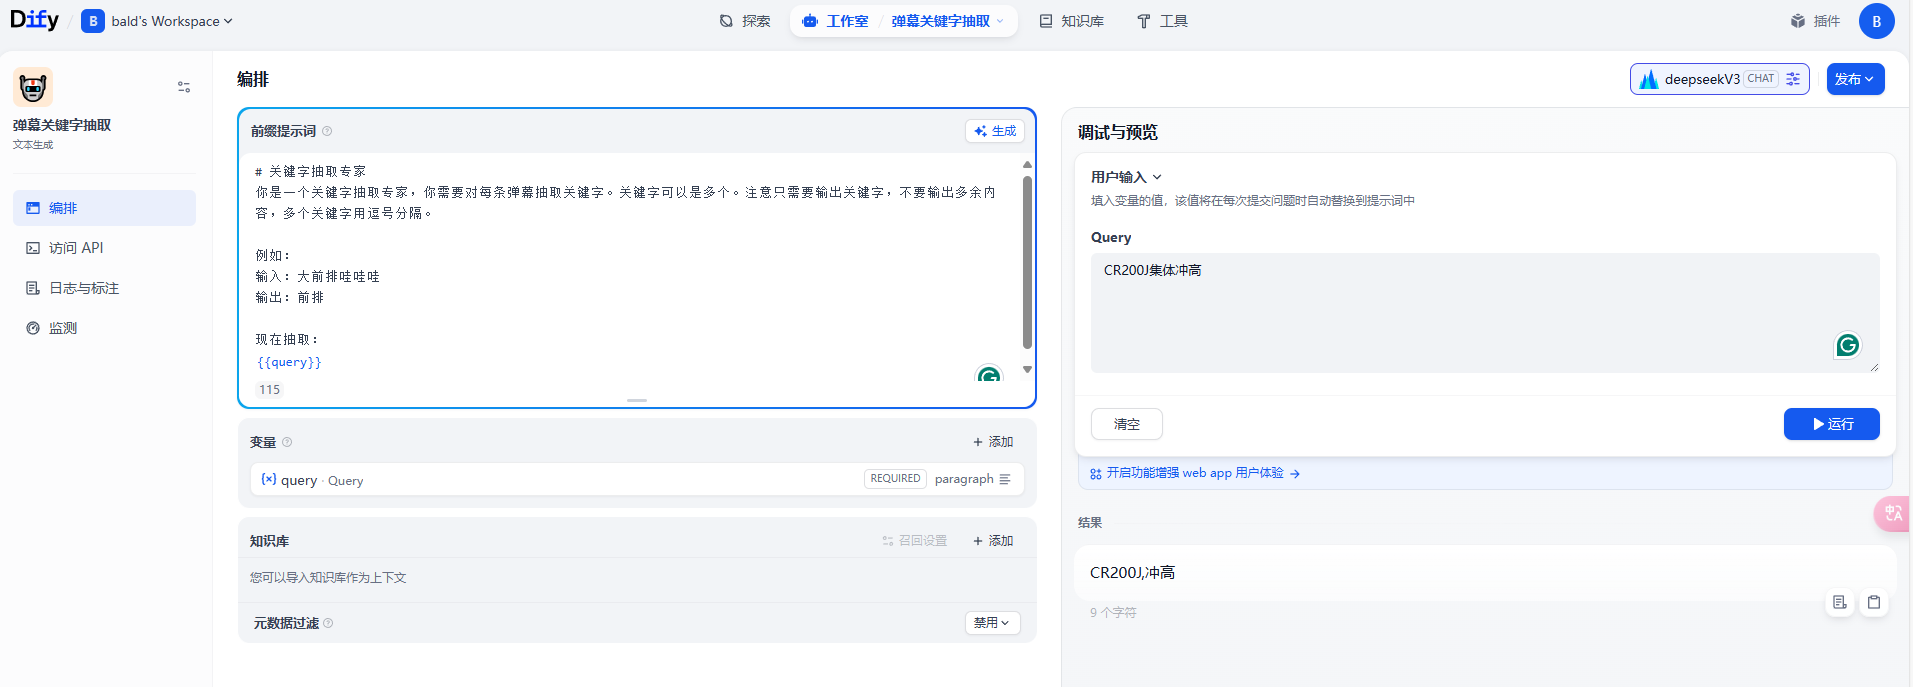 Dify
B
bald's Workspace
探索
工作室
弹幕关键字抽取
知识库
工具
插件
B
弹幕关键字抽取
文本生成
编排
访问 API
日志与标注
监测
编排
deepseekV3 CHAT
发布
前缀提示词
生成
# 关键字抽取专家
你是一个关键字抽取专家，你需要对每条弹幕抽取关键字。关键字可以是多个。注意只需要输出关键字，不要输出多余内
容，多个关键字用逗号分隔。
例如：
输入：大前排哇哇哇
输出：前排
现在抽取：
{{query}}
115
变量
+ 添加
{x} query · Query
REQUIRED
paragraph
知识库
召回设置
+ 添加
您可以导入知识库作为上下文
元数据过滤
禁用
调试与预览
用户输入
填入变量的值，该值将在每次提交问题时自动替换到提示词中
Query
CR200J集体冲高
清空
运行
开启功能增强 web app 用户体验 →
结果
CR200J,冲高
9 个字符